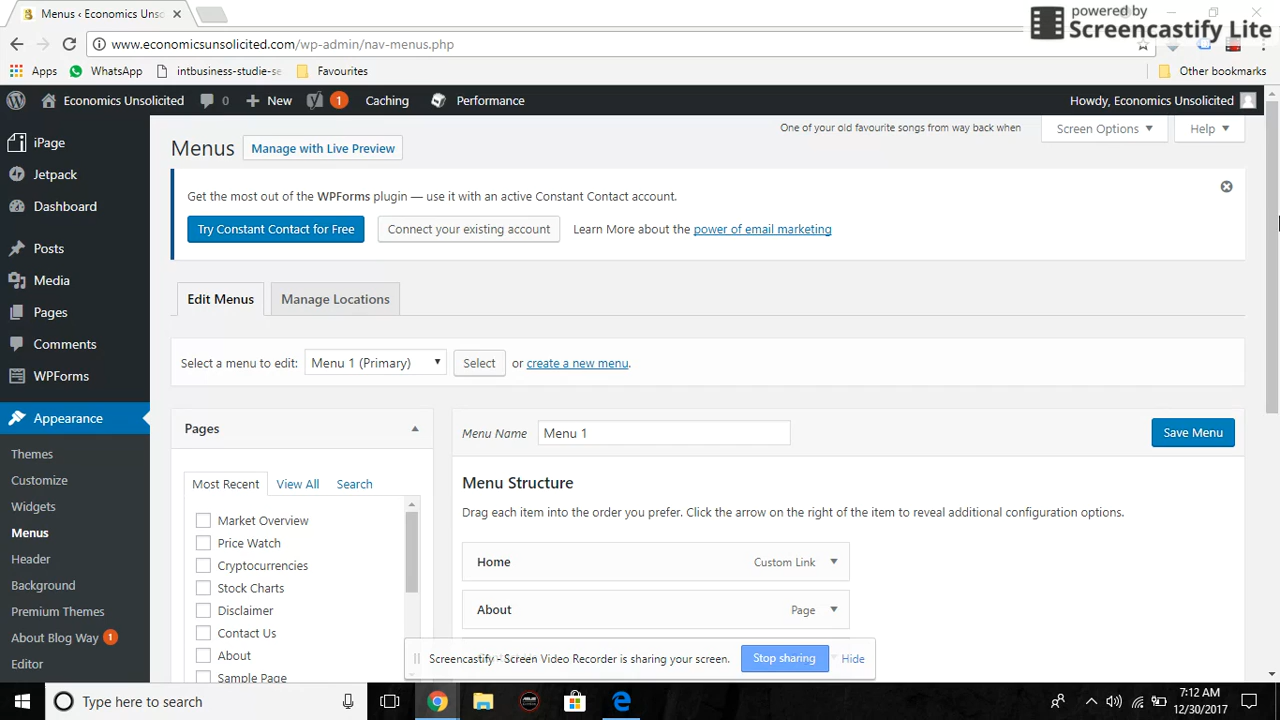 Menus ‹ Economics Unso
powered by
Screencastify Lite
www.economicsunsolicited.com/wp-admin/nav-menus.php
Apps WhatsApp intbusiness-studie-se Favourites Other bookmarks
Economics Unsolicited 0 New 1 Caching Performance Howdy, Economics Unsolicited
iPage
Jetpack
Dashboard
Posts
Media
Pages
Comments
WPForms
Appearance
Themes
Customize
Widgets
Menus
Header
Background
Premium Themes
About Blog Way 1
Editor
One of your old favourite songs from way back when
Screen Options Help
Menus Manage with Live Preview
Get the most out of the WPForms plugin — use it with an active Constant Contact account.
Try Constant Contact for Free Connect your existing account Learn More about the power of email marketing
Edit Menus Manage Locations
Select a menu to edit: Menu 1 (Primary) Select or create a new menu.
Pages
Most Recent View All Search
Market Overview
Price Watch
Cryptocurrencies
Stock Charts
Disclaimer
Contact Us
About
Sample Page
Menu Name Menu 1 Save Menu
Menu Structure
Drag each item into the order you prefer. Click the arrow on the right of the item to reveal additional configuration options.
Home Custom Link
About Page
Screencastify - Screen Video Recorder is sharing your screen. Stop sharing Hide
Type here to search
7:12 AM
12/30/2017